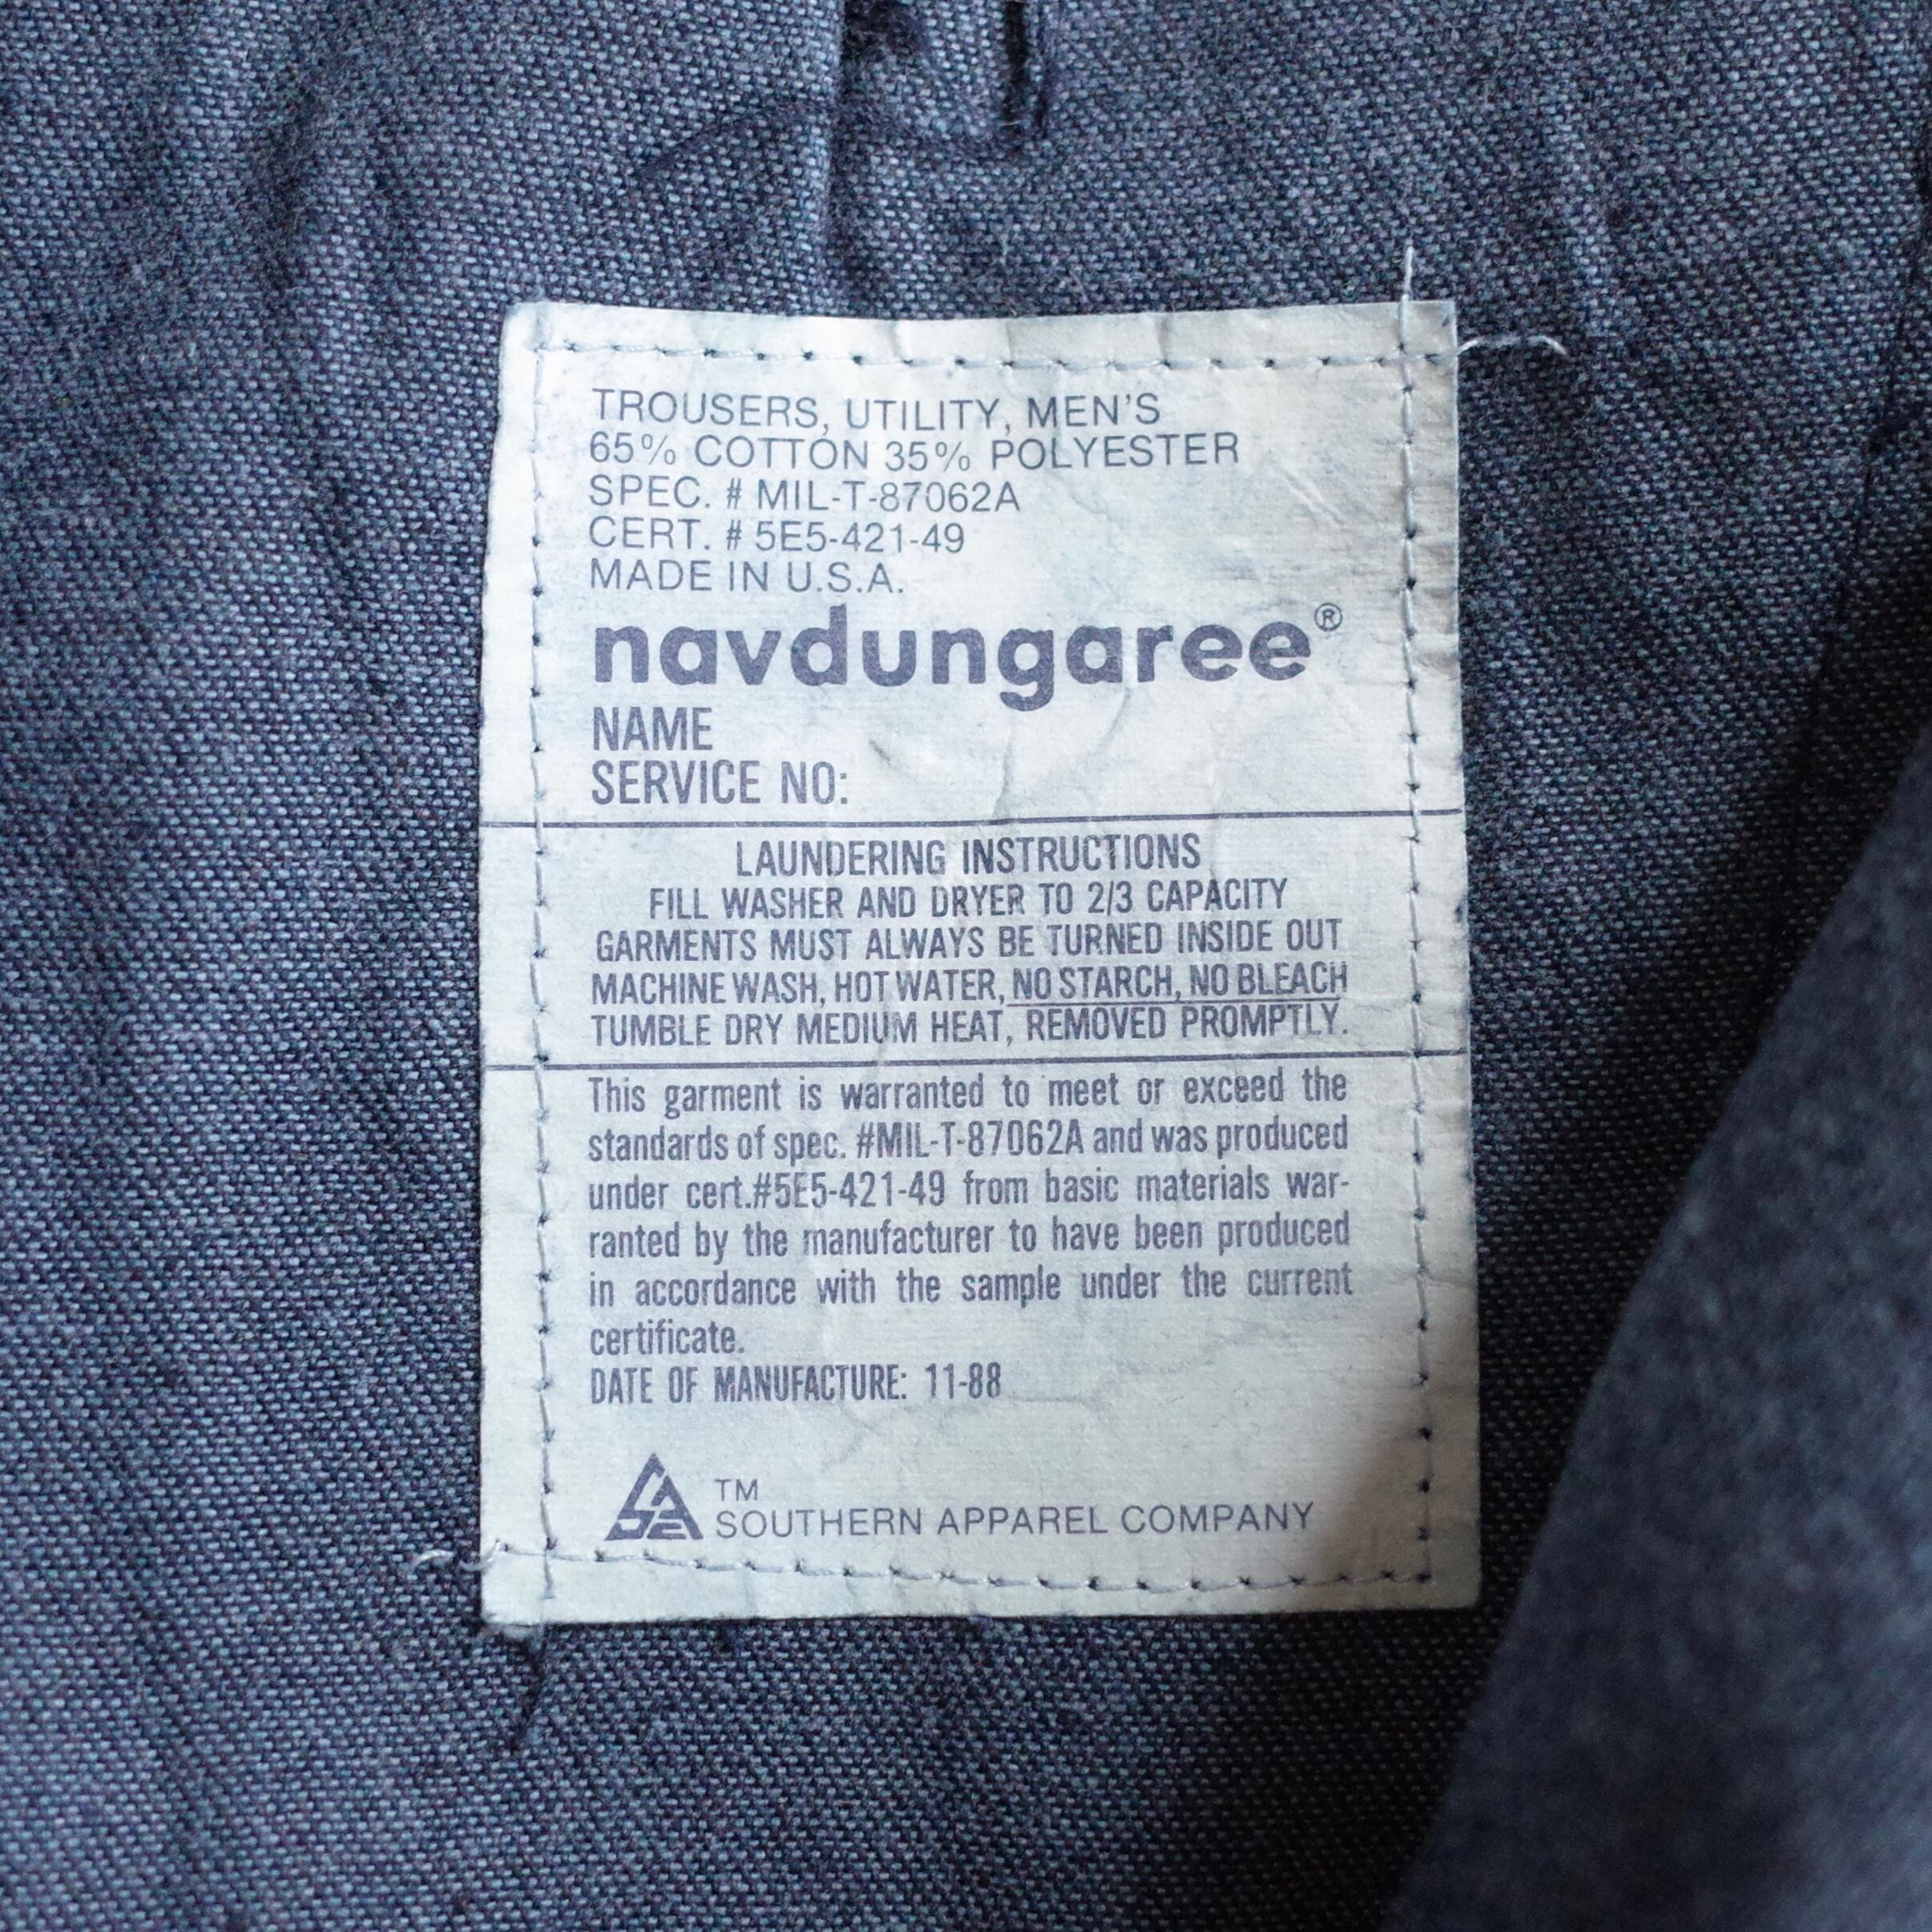 TROUSERS, UTILITY, MEN'S
65% COTTON 35% POLYESTER
SPEC. # MIL-T-87062A
CERT. # 5E5-421-49
MADE IN U.S.A.
navdungaree®
NAME
SERVICE NO:
LAUNDERING INSTRUCTIONS
FILL WASHER AND DRYER TO 2/3 CAPACITY
GARMENTS MUST ALWAYS BE TURNED INSIDE OUT
MACHINE WASH, HOT WATER, NO STARCH, NO BLEACH
TUMBLE DRY MEDIUM HEAT, REMOVED PROMPTLY.
This garment is warranted to meet or exceed the
standards of spec. #MIL-T-87062A and was produced
under cert.#5E5-421-49 from basic materials war-
ranted by the manufacturer to have been produced
in accordance with the sample under the current
certificate.
DATE OF MANUFACTURE: 11-88
TM
SOUTHERN APPAREL COMPANY